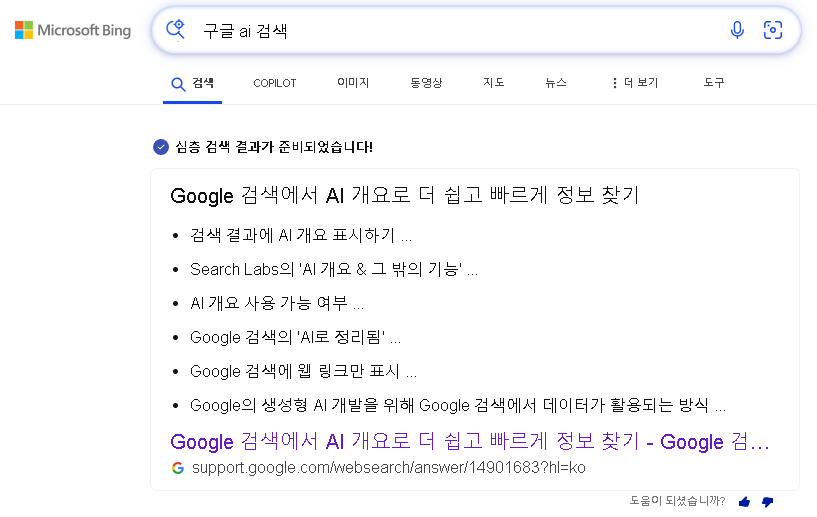 Microsoft Bing
구글 ai 검색
검색 COPILOT 이미지 동영상 지도 뉴스 더 보기 도구
심층 검색 결과가 준비되었습니다!
Google 검색에서 AI 개요로 더 쉽고 빠르게 정보 찾기
검색 결과에 AI 개요 표시하기 ...
Search Labs의 'AI 개요 & 그 밖의 기능' ...
AI 개요 사용 가능 여부 ...
Google 검색의 'AI로 정리됨' ...
Google 검색에 웹 링크만 표시 ...
Google의 생성형 AI 개발을 위해 Google 검색에서 데이터가 활용되는 방식 ...
Google 검색에서 AI 개요로 더 쉽고 빠르게 정보 찾기 - Google 검...
support.google.com/websearch/answer/14901683?hl=ko
도움이 되셨습니까?